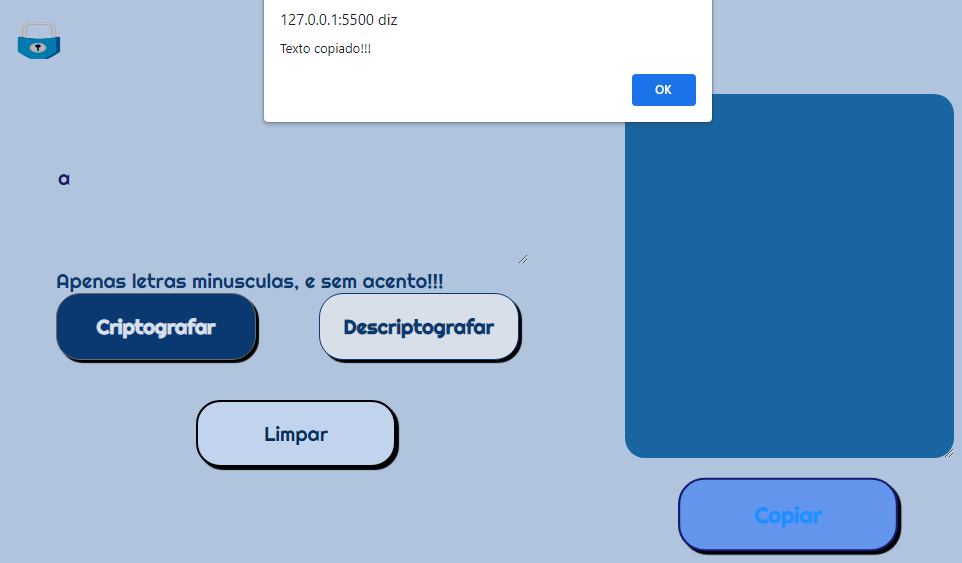 127.0.0.1:5500 diz
Texto copiado!!!
OK
a
Apenas letras minusculas, e sem acento!!!
Criptografar
Descriptografar
Limpar
Copiar